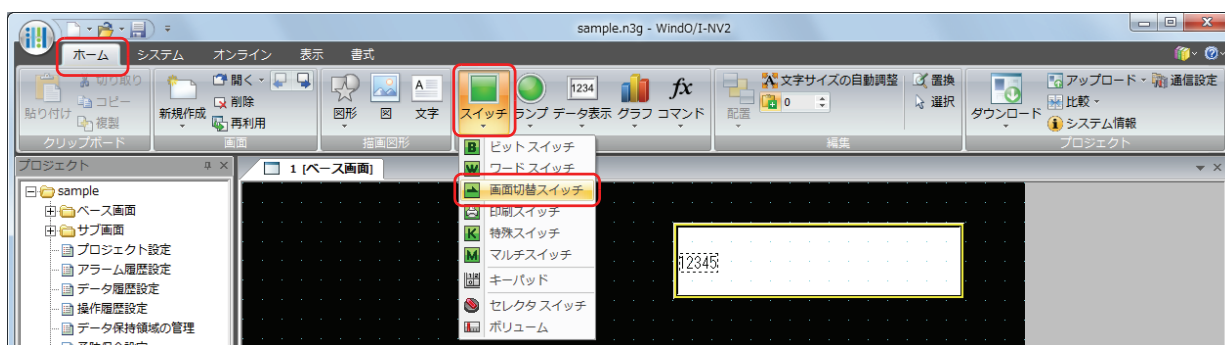 sample.n3g - WindO/I-NV2
ホーム システム オンライン 表示 書式
貼り付け 切り取り コピー 複製
クリップボード
新規作成 開く 削除 再利用
画面
図形 図 文字
描画図形
スイッチ ランプ データ表示 グラフ コマンド
1234
fx
配置 文字サイズの自動調整 0 置換 選択
編集
ダウンロード アップロード 通信設定 比較 システム情報
プロジェクト
プロジェクト
1 [ベース画面]
sample
ベース画面
サブ画面
プロジェクト設定
アラーム履歴設定
データ履歴設定
操作履歴設定
データ保持領域の管理
B ビットスイッチ
W ワード スイッチ
画面切替スイッチ
印刷スイッチ
K 特殊スイッチ
M マルチスイッチ
キーパッド
セレクタ スイッチ
ボリューム
12345